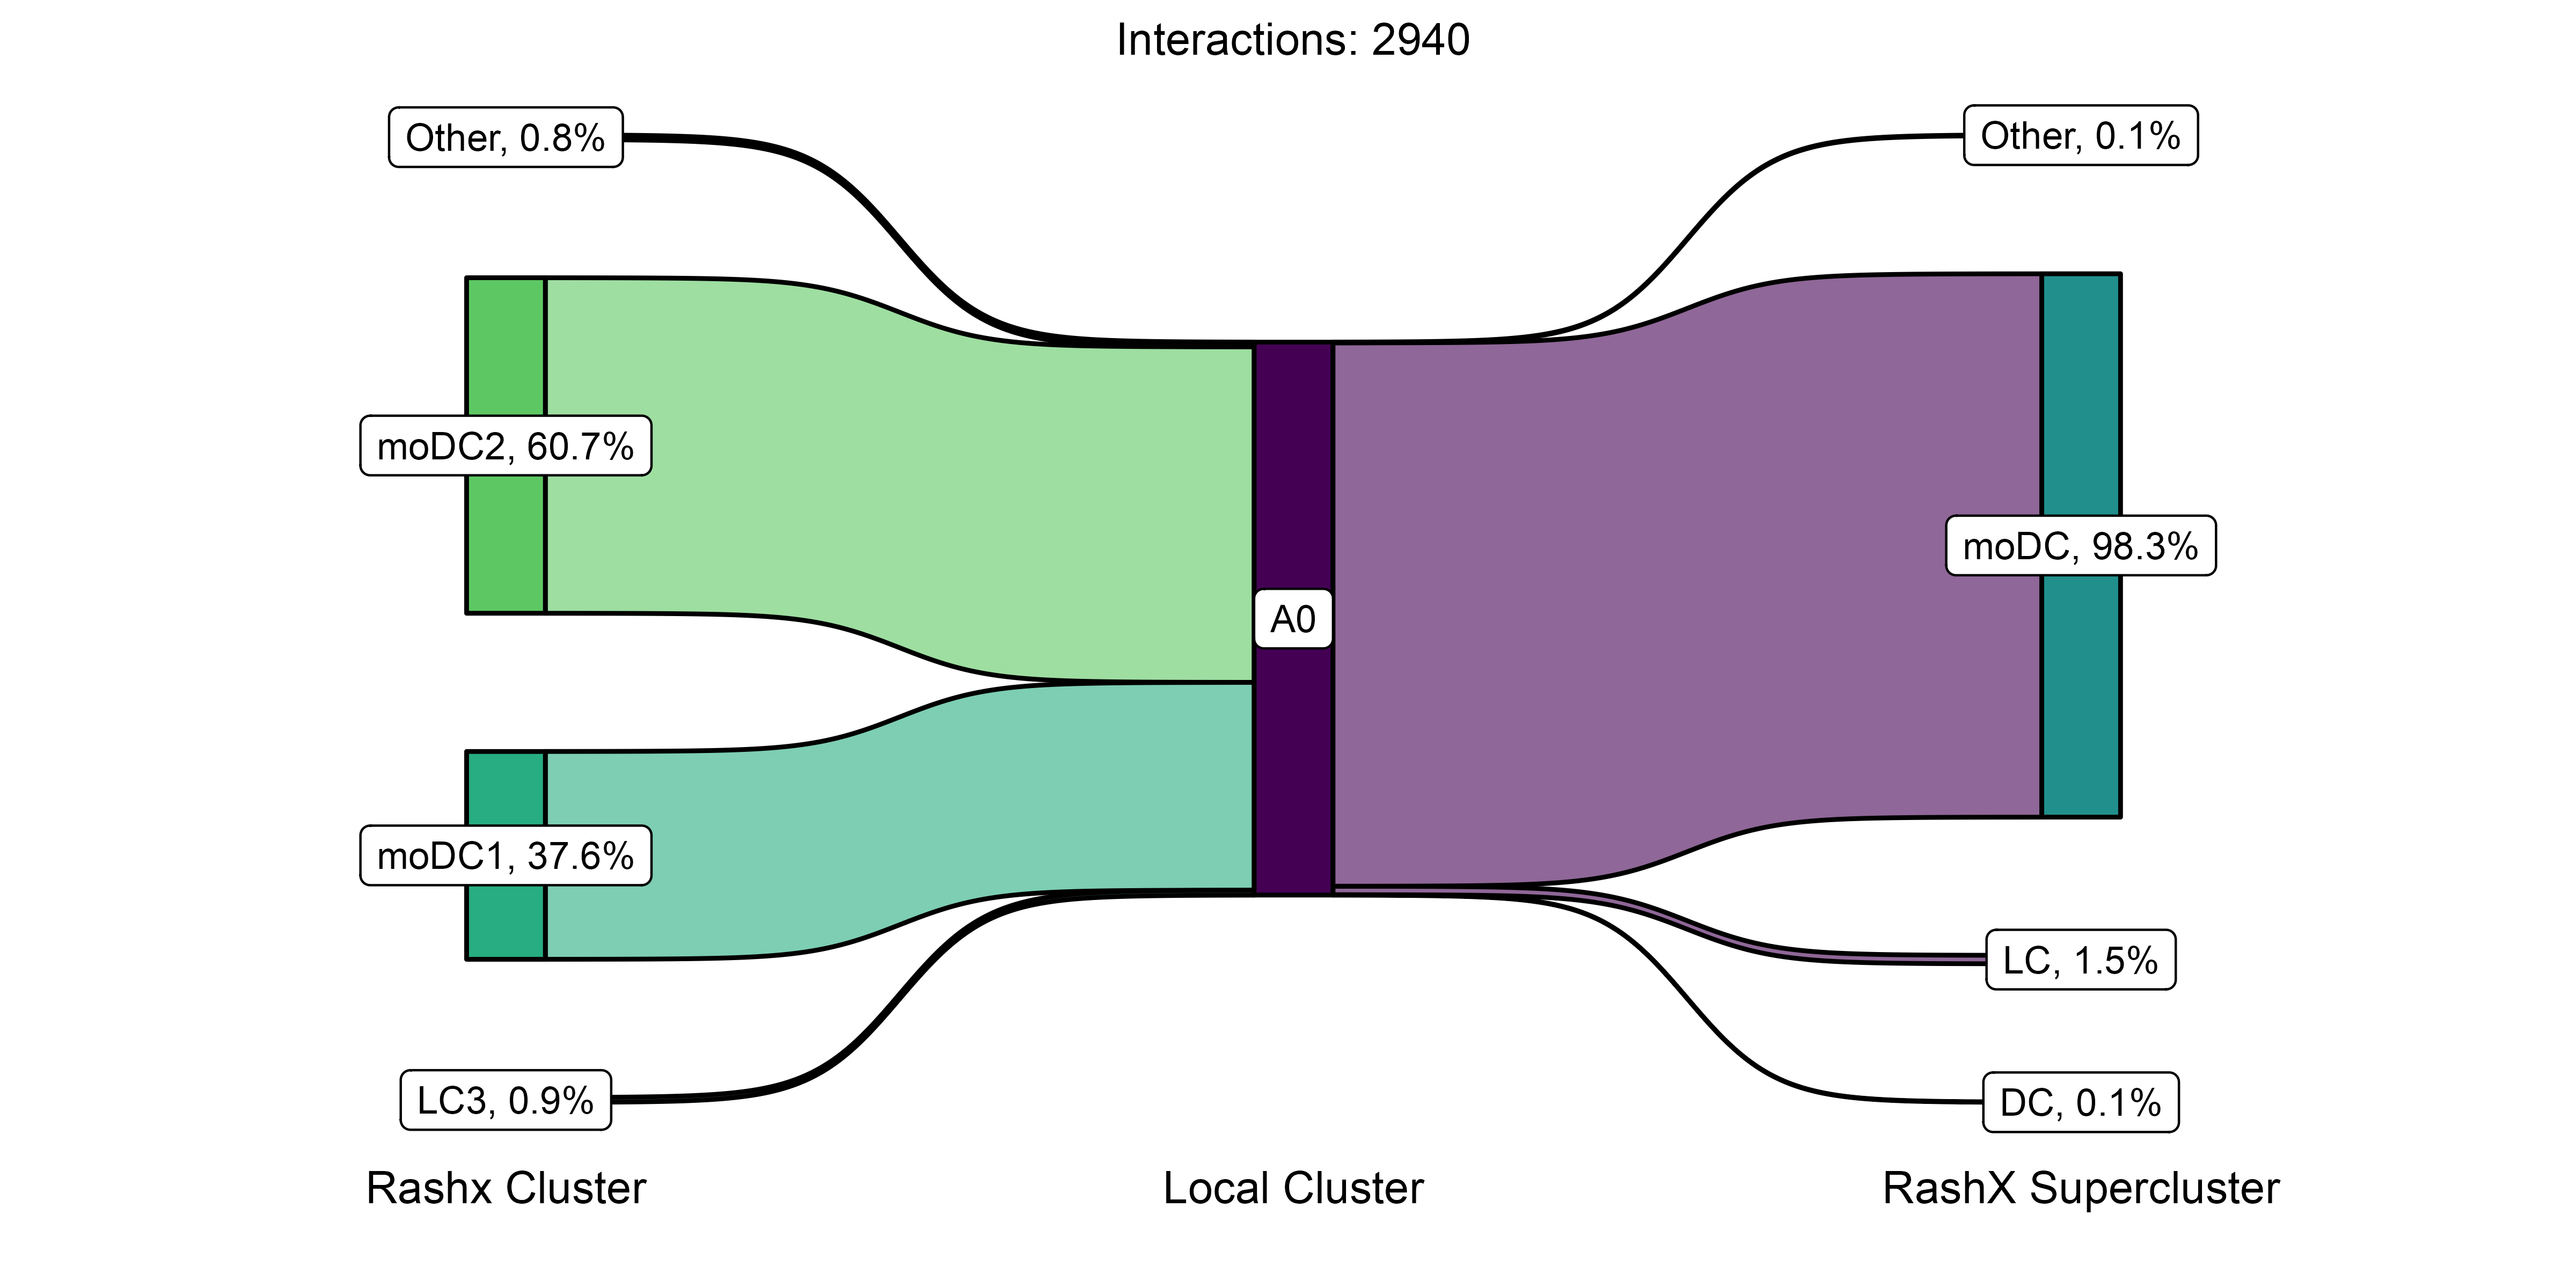 Interactions: 2940
Other, 0.8%
Other, 0.1%
moDC2, 60.7%
moDC, 98.3%
A0
moDC1, 37.6%
LC, 1.5%
LC3, 0.9%
DC, 0.1%
Rashx Cluster
Local Cluster
RashX Supercluster